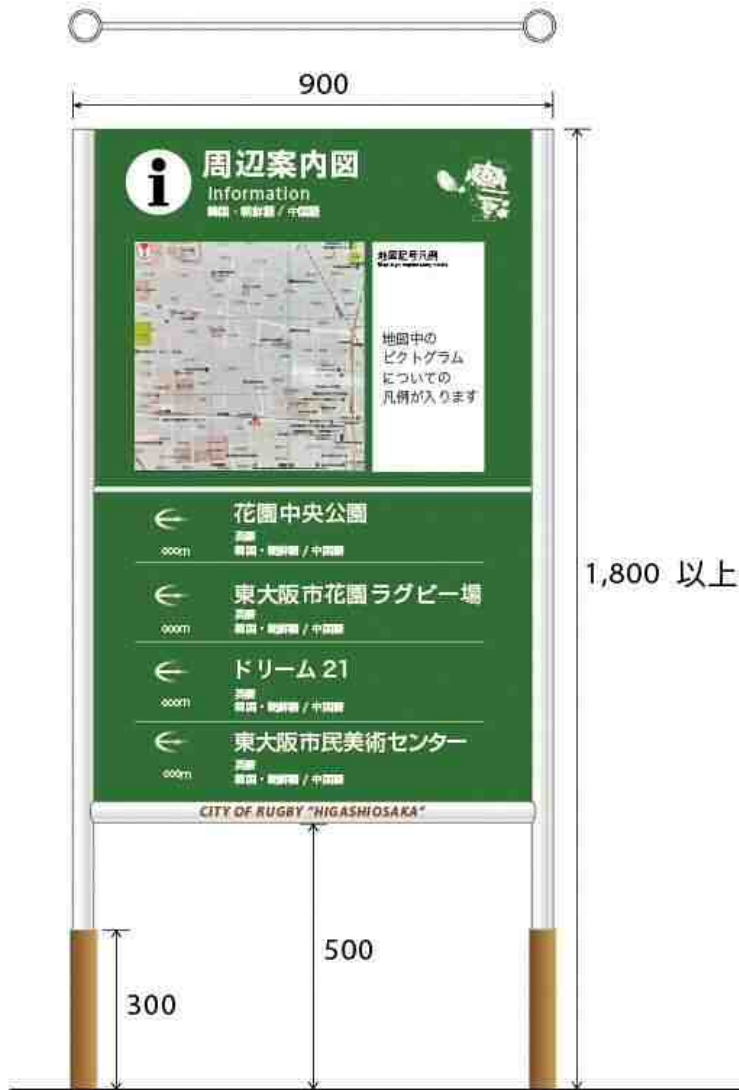 900
i
周辺案内図
Information
韓国・朝鮮語 / 中国語
地図記号凡例
地図中の
ピクトグラム
についての
凡例が入ります
花園中央公園
英語
000m
韓国・朝鮮語 / 中国語
東大阪市花園ラグビー場
英語
000m
韓国・朝鮮語 / 中国語
ドリーム 21
英語
000m
韓国・朝鮮語 / 中国語
東大阪市民美術センター
英語
000m
韓国・朝鮮語 / 中国語
CITY OF RUGBY "HIGASHIOSAKA"
1,800 以上
500
300